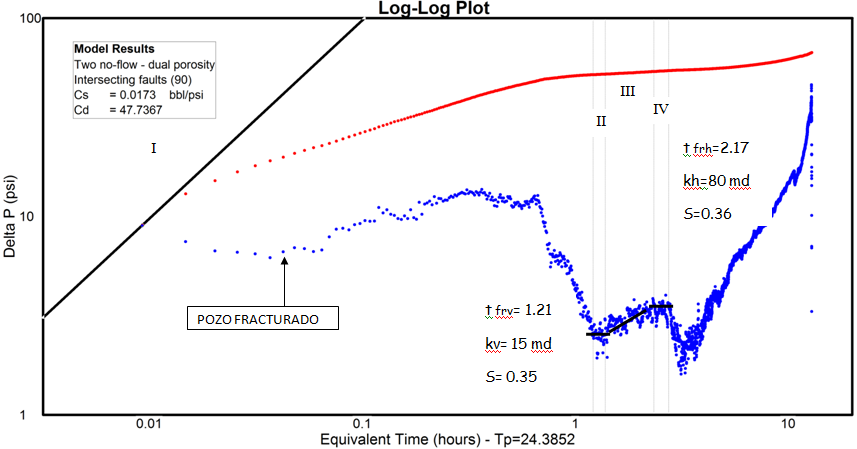 Log-Log Plot
100
10
1
Delta P (psi)
Model Results
Two no-flow - dual porosity
Intersecting faults (90)
Cs = 0.0173 bbl/psi
Cd = 47.7367
I
II
III
IV
t frh=2.17
kh=80 md
S=0.36
POZO FRACTURADO
t frv= 1.21
kv= 15 md
S= 0.35
0.01 0.1 1 10
Equivalent Time (hours) - Tp=24.3852